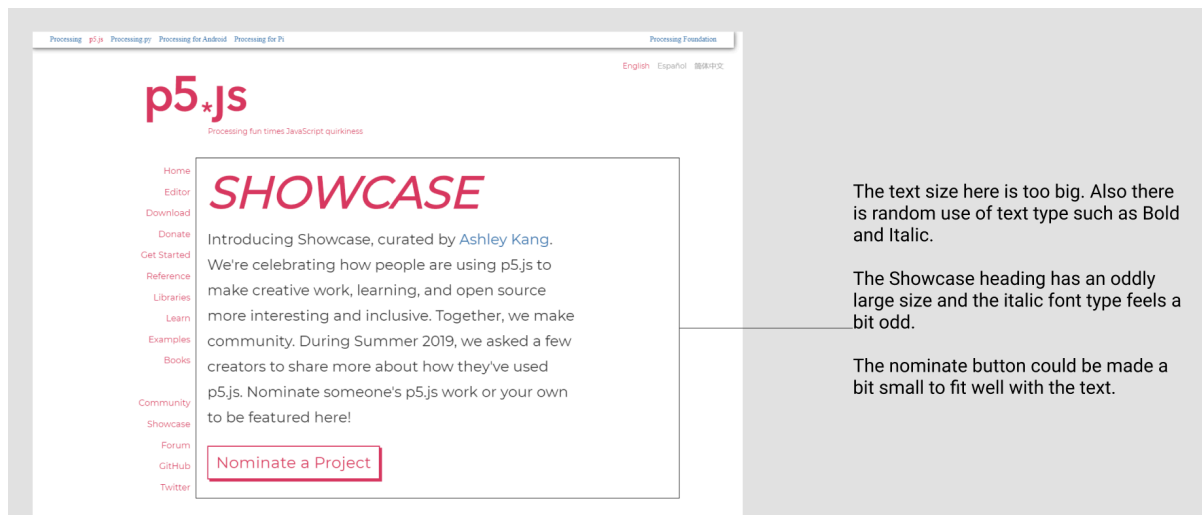 Processing p5.js Processing.py Processing for Android Processing for Pi Processing Foundation
English Español 简体中文
p5*js
Processing fun times JavaScript quirkiness
Home
Editor
Download
Donate
Get Started
Reference
Libraries
Learn
Examples
Books
Community
Showcase
Forum
GitHub
Twitter
SHOWCASE
Introducing Showcase, curated by Ashley Kang.
We're celebrating how people are using p5.js to
make creative work, learning, and open source
more interesting and inclusive. Together, we make
community. During Summer 2019, we asked a few
creators to share more about how they've used
p5.js. Nominate someone's p5.js work or your own
to be featured here!
Nominate a Project
The text size here is too big. Also there
is random use of text type such as Bold
and Italic.
The Showcase heading has an oddly
large size and the italic font type feels a
bit odd.
The nominate button could be made a
bit small to fit well with the text.